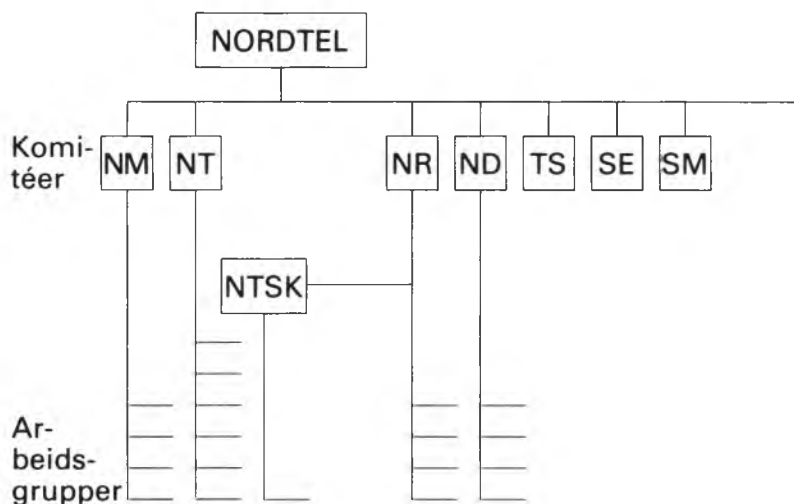 NORDTEL
Komi-
téer
NM NT NR ND TS SE SM
NTSK
Ar-
beids-
grupper